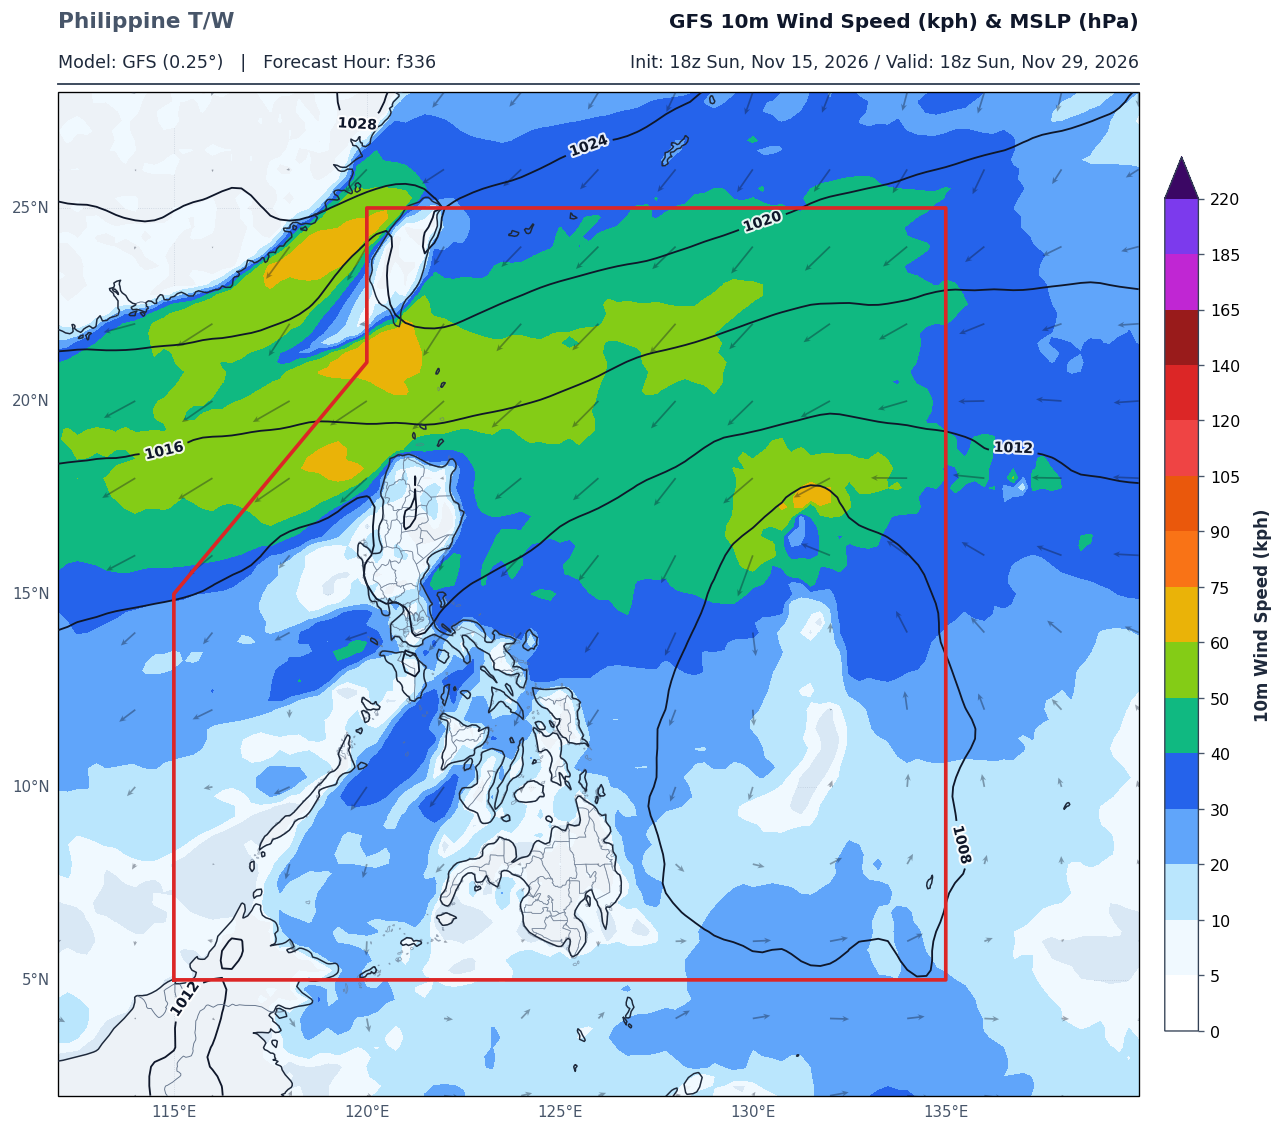 Philippine T/W
GFS 10m Wind Speed (kph) & MSLP (hPa)
Model: GFS (0.25°) | Forecast Hour: f336
Init: 18z Sun, Nov 15, 2026 / Valid: 18z Sun, Nov 29, 2026
1028
1024
1020
1016
1012
1008
1012
25°N
20°N
15°N
10°N
5°N
115°E
120°E
125°E
130°E
135°E
220
185
165
140
120
105
90
75
60
50
40
30
20
10
5
0
10m Wind Speed (kph)